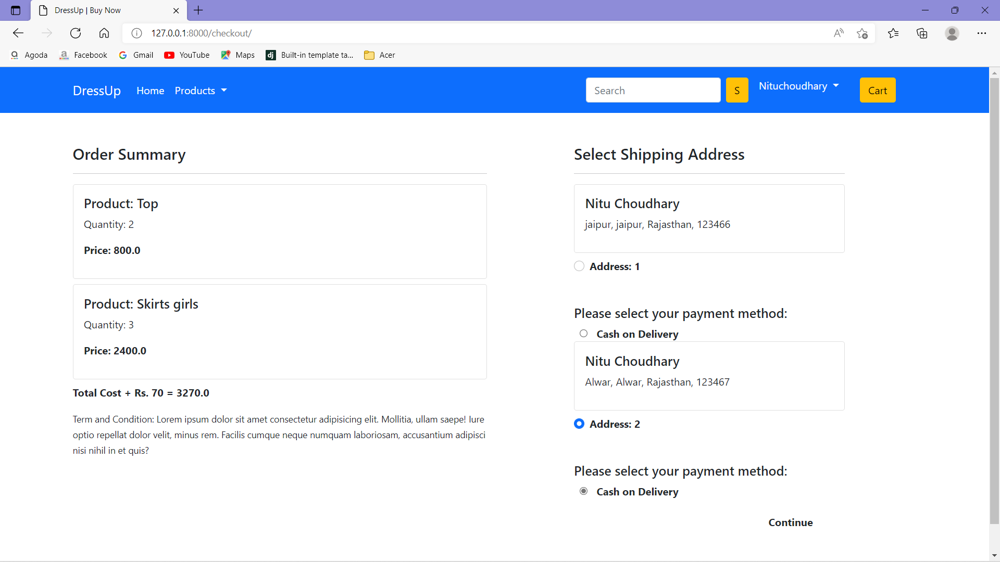 DressUp | Buy Now
127.0.0.1:8000/checkout/
Agoda
Facebook
Gmail
YouTube
Maps
dj
Built-in template ta...
Acer
DressUp
Home
Products
Search
S
Nituchoudhary
Cart
Order Summary
Product: Top
Quantity: 2
Price: 800.0
Product: Skirts girls
Quantity: 3
Price: 2400.0
Total Cost + Rs. 70 = 3270.0
Term and Condition: Lorem ipsum dolor sit amet consectetur adipisicing elit. Mollitia, ullam saepe! Iure
optio repellat dolor velit, minus rem. Facilis cumque neque numquam laboriosam, accusantium adipisci
nisi nihil in et quis?
Select Shipping Address
Nitu Choudhary
jaipur, jaipur, Rajasthan, 123466
Address: 1
Please select your payment method:
Cash on Delivery
Nitu Choudhary
Alwar, Alwar, Rajasthan, 123467
Address: 2
Please select your payment method:
Cash on Delivery
Continue